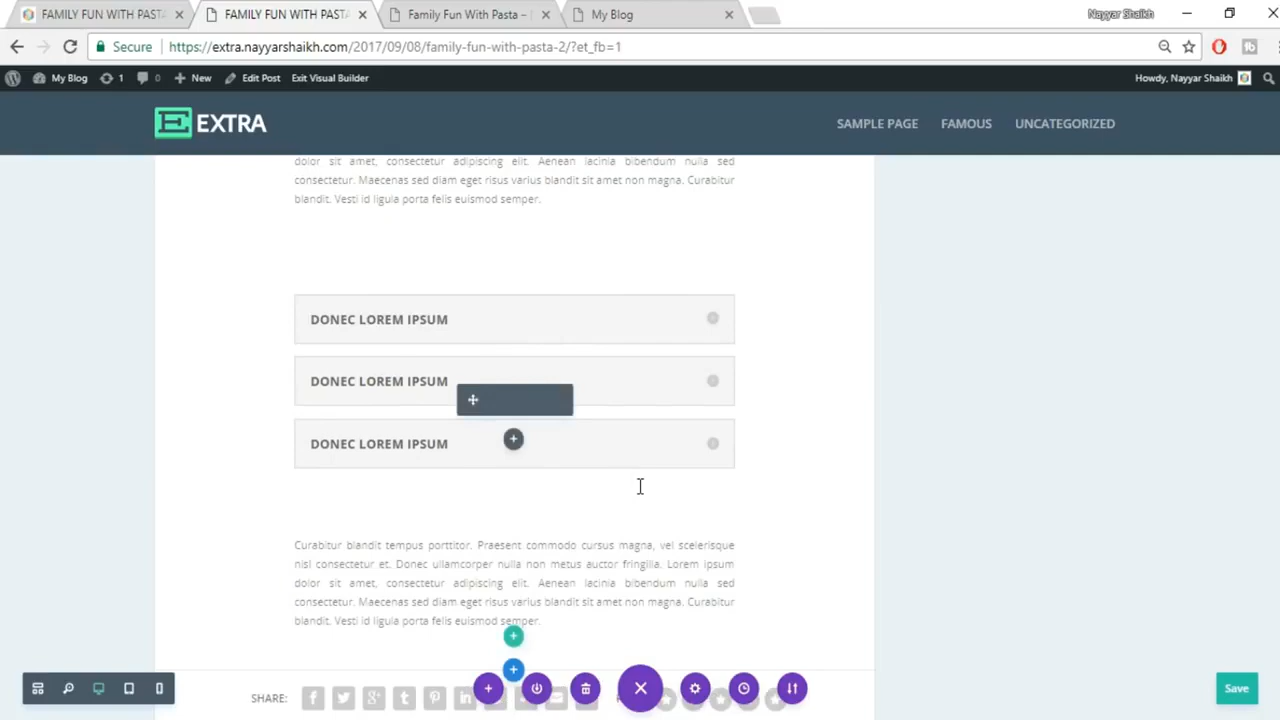 FAMILY FUN WITH PASTA
FAMILY FUN WITH PASTA
Family Fun With Pasta –
My Blog
Nayyar Shaikh
Secure
https://extra.nayyarshaikh.com/2017/09/08/family-fun-with-pasta-2/?et_fb=1
My Blog
1
0
New
Edit Post
Exit Visual Builder
Howdy, Nayyar Shaikh
E EXTRA
SAMPLE PAGE
FAMOUS
UNCATEGORIZED
dolor sit amet, consectetur adipiscing elit. Aenean lacinia bibendum nulla sed
consectetur. Maecenas sed diam eget risus varius blandit sit amet non magna. Curabitur
blandit. Vesti id ligula porta felis euismod semper.
DONEC LOREM IPSUM
DONEC LOREM IPSUM
DONEC LOREM IPSUM
Curabitur blandit tempus porttitor. Praesent commodo cursus magna, vel scelerisque
nisl consectetur et. Donec ullamcorper nulla non metus auctor fringilla. Lorem ipsum
dolor sit amet, consectetur adipiscing elit. Aenean lacinia bibendum nulla sed
consectetur. Maecenas sed diam eget risus varius blandit sit amet non magna. Curabitur
blandit. Vesti id ligula porta felis euismod semper.
SHARE:
Save